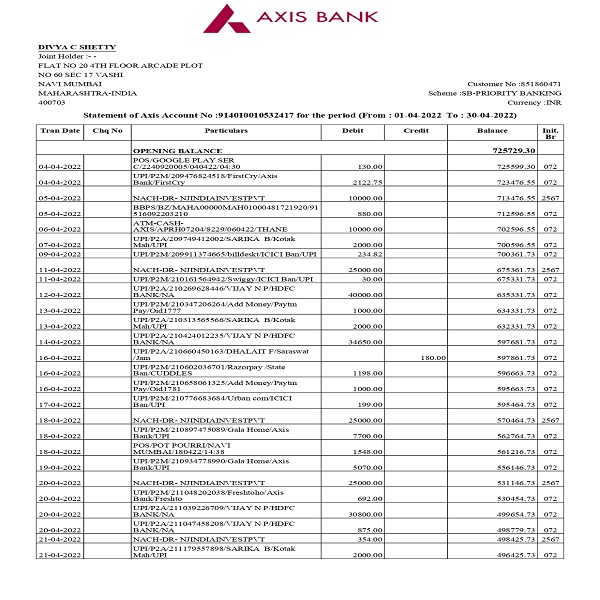 AXIS BANK
DIVYA C SHETTY
Joint Holder :- -
FLAT NO 20 4TH FLOOR ARCADE PLOT
NO 60 SEC 17 VASHI
NAVI MUMBAI Customer No :851860471
MAHARASHTRA-INDIA Scheme :SB-PRIORITY BANKING
400703 Currency :INR
Statement of Axis Account No :914010010532417 for the period (From : 01-04-2022 To : 30-04-2022)
Tran Date Chq No Particulars Debit Credit Balance Init. Br
OPENING BALANCE 725729.30
POS/GOOGLE PLAY SER
04-04-2022 C/2240920005/040422/04:30 130.00 725599.30 072
UPI/P2M/209476824518/FirstCry/Axis
04-04-2022 Bank/FirstCry 2122.75 723476.55 072
05-04-2022 NACH-DR- NJINDIAINVESTPVT 10000.00 713476.55 2567
BBPS/BZ/MAHA00000MAH01000481721920/91
05-04-2022 516092203210 880.00 712596.55 072
ATM-CASH-
06-04-2022 AXIS/APRH07204/8229/060422/THANE 10000.00 702596.55 072
UPI/P2A/209749412002/SARIKA B/Kotak
07-04-2022 Mah/UPI 2000.00 700596.55 072
09-04-2022 UPI/P2M/209911374665/billdeskt/ICICI Ban/UPI 234.82 700361.73 072
11-04-2022 NACH-DR- NJINDIAINVESTPVT 25000.00 675361.73 2567
11-04-2022 UPI/P2M/210161564942/Swiggy/ICICI Ban/UPI 30.00 675331.73 072
UPI/P2A/210269628446/VIJAY N P/HDFC
12-04-2022 BANK/NA 40000.00 635331.73 072
UPI/P2M/210347206264/Add Money/Paytm
13-04-2022 Pay/Oid1777 1000.00 634331.73 072
UPI/P2A/210313565566/SARIKA B/Kotak
13-04-2022 Mah/UPI 2000.00 632331.73 072
UPI/P2A/210424012235/VIJAY N P/HDFC
14-04-2022 BANK/NA 34650.00 597681.73 072
UPI/P2A/210660450163/DHALAIT F/Saraswat
16-04-2022 /Jam 180.00 597861.73 072
UPI/P2M/210602036701/Razorpay /State
16-04-2022 Ban/CUDDLES 1198.00 596663.73 072
UPI/P2M/210658061325/Add Money/Paytm
16-04-2022 Pay/Oid1781 1000.00 595663.73 072
UPI/P2M/210776683684/Urban com/ICICI
17-04-2022 Ban/UPI 199.00 595464.73 072
18-04-2022 NACH-DR- NJINDIAINVESTPVT 25000.00 570464.73 2567
UPI/P2M/210897475089/Gala Home/Axis
18-04-2022 Bank/UPI 7700.00 562764.73 072
POS/POT POURRI/NAVI
18-04-2022 MUMBAI/180422/14:38 1548.00 561216.73 072
UPI/P2M/210934778990/Gala Home/Axis
19-04-2022 Bank/UPI 5070.00 556146.73 072
20-04-2022 NACH-DR- NJINDIAINVESTPVT 25000.00 531146.73 2567
UPI/P2M/211048202038/Freshtoho/Axis
20-04-2022 Bank/Freshto 692.00 530454.73 072
UPI/P2A/211039226709/VIJAY N P/HDFC
20-04-2022 BANK/NA 30800.00 499654.73 072
UPI/P2A/211047458208/VIJAY N P/HDFC
20-04-2022 BANK/NA 875.00 498779.73 072
21-04-2022 NACH-DR- NJINDIAINVESTPVT 354.00 498425.73 2567
UPI/P2A/211179557898/SARIKA B/Kotak
21-04-2022 Mah/UPI 2000.00 496425.73 072